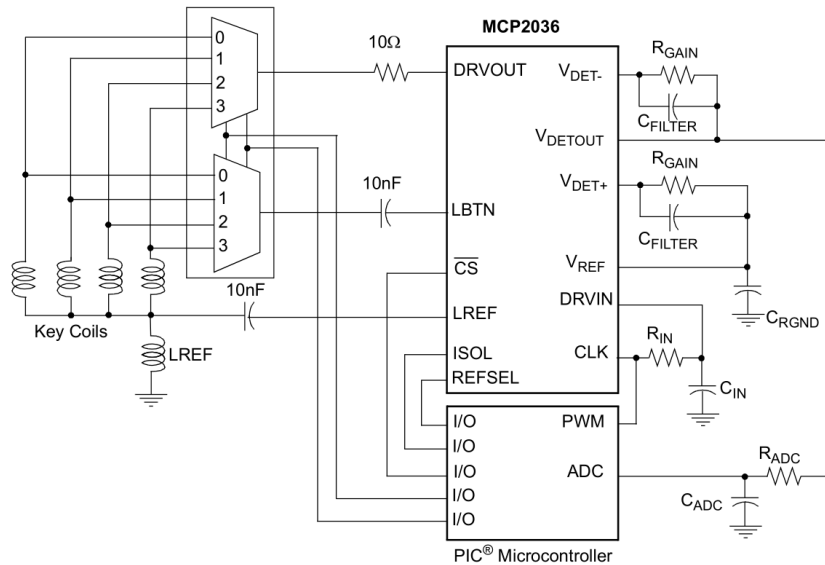 MCP2036
0
1
2
3
10Ω
DRVOUT
V_DET-
R_GAIN
C_FILTER
V_DETOUT
0
1
2
3
10nF
LBTN
V_DET+
R_GAIN
C_FILTER
CS
V_REF
10nF
LREF
DRVIN
C_RGND
Key Coils
LREF
ISOL
REFSEL
CLK
R_IN
C_IN
I/O
I/O
I/O
I/O
I/O
PWM
ADC
R_ADC
C_ADC
PIC® Microcontroller